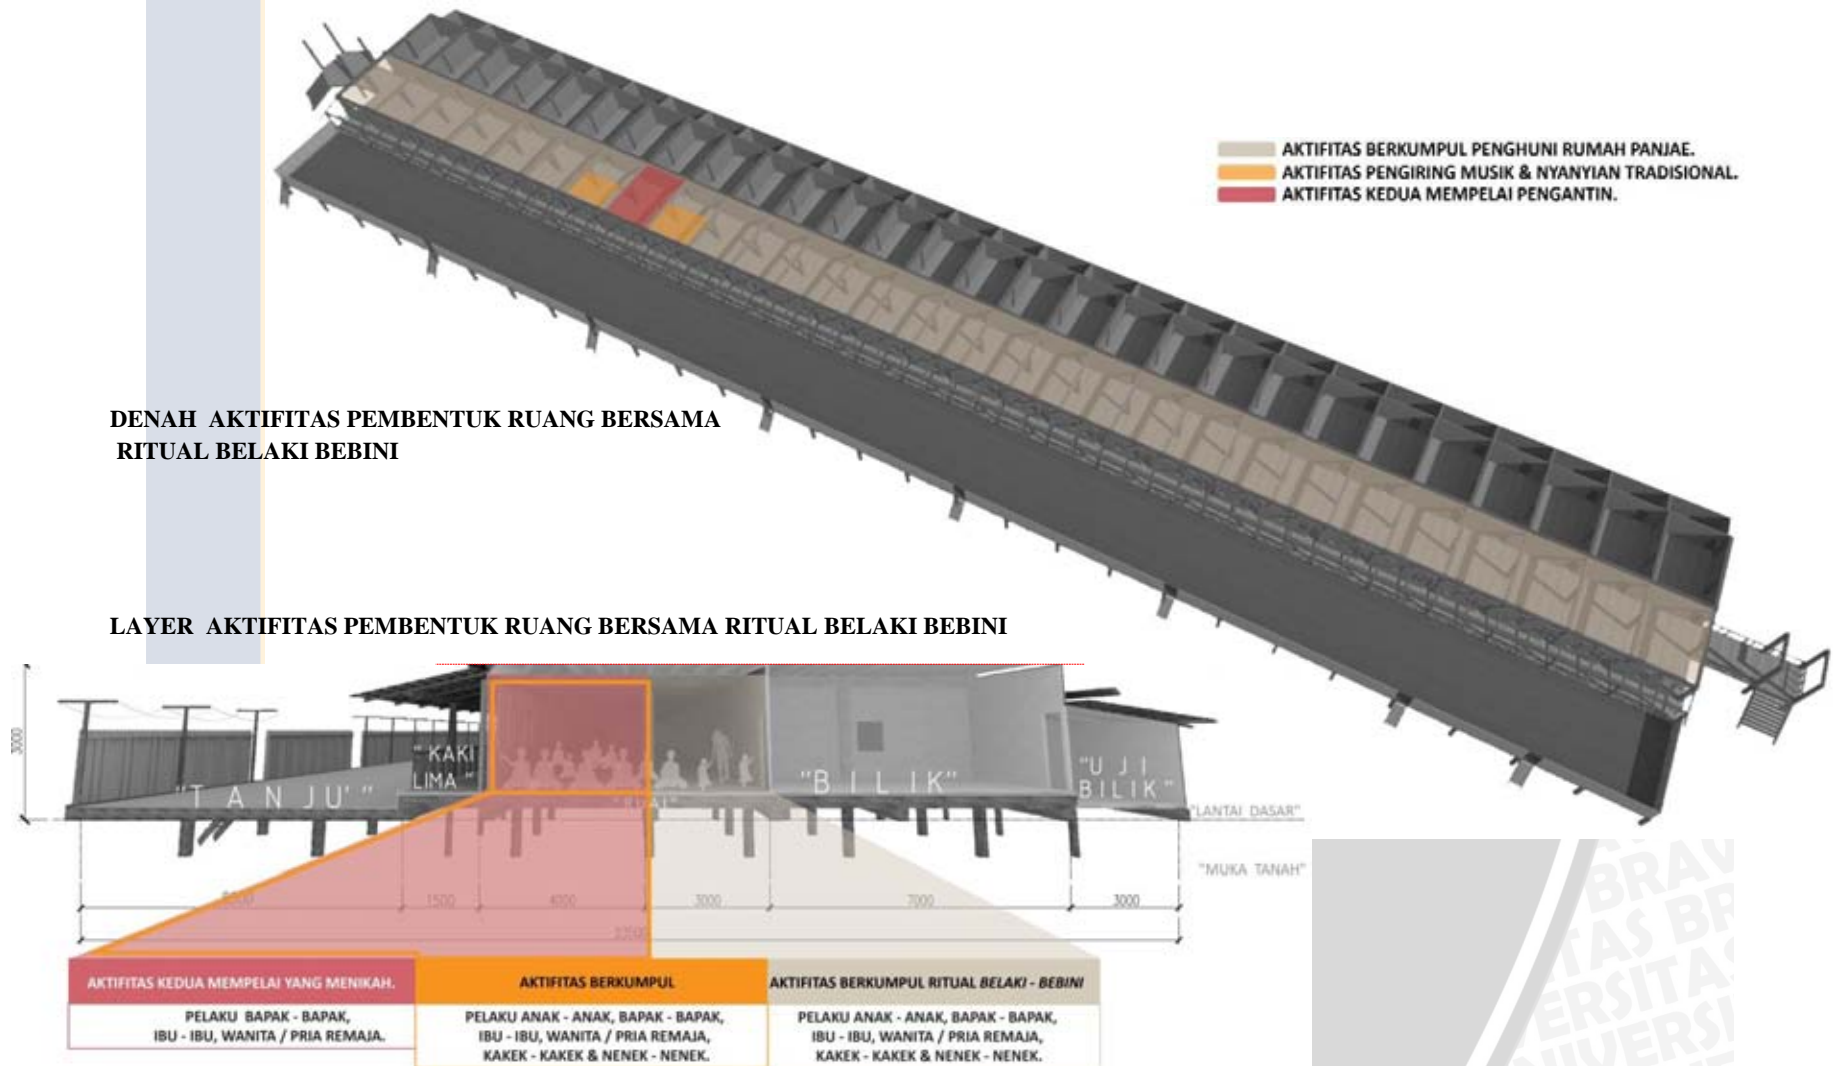 AKTIFITAS BERKUMPUL PENGHUNI RUMAH PANJAE.
AKTIFITAS PENGIRING MUSIK & NYANYIAN TRADISIONAL.
AKTIFITAS KEDUA MEMPELAI PENGANTIN.
DENAH AKTIFITAS PEMBENTUK RUANG BERSAMA
RITUAL BELAKI BEBINI
LAYER AKTIFITAS PEMBENTUK RUANG BERSAMA RITUAL BELAKI BEBINI
3000
"TANJU'"
"KAKI
LIMA"
"BILIK"
"UJI
BILIK"
"LANTAI DASAR"
"MUKA TANAH"
1500
4000
3000
7000
3000
AKTIFITAS KEDUA MEMPELAI YANG MENIKAH.
PELAKU BAPAK - BAPAK,
IBU - IBU, WANITA / PRIA REMAJA.
AKTIFITAS BERKUMPUL
PELAKU ANAK - ANAK, BAPAK - BAPAK,
IBU - IBU, WANITA / PRIA REMAJA,
KAKEK - KAKEK & NENEK - NENEK.
AKTIFITAS BERKUMPUL RITUAL BELAKI - BEBINI
PELAKU ANAK - ANAK, BAPAK - BAPAK,
IBU - IBU, WANITA / PRIA REMAJA,
KAKEK - KAKEK & NENEK - NENEK.